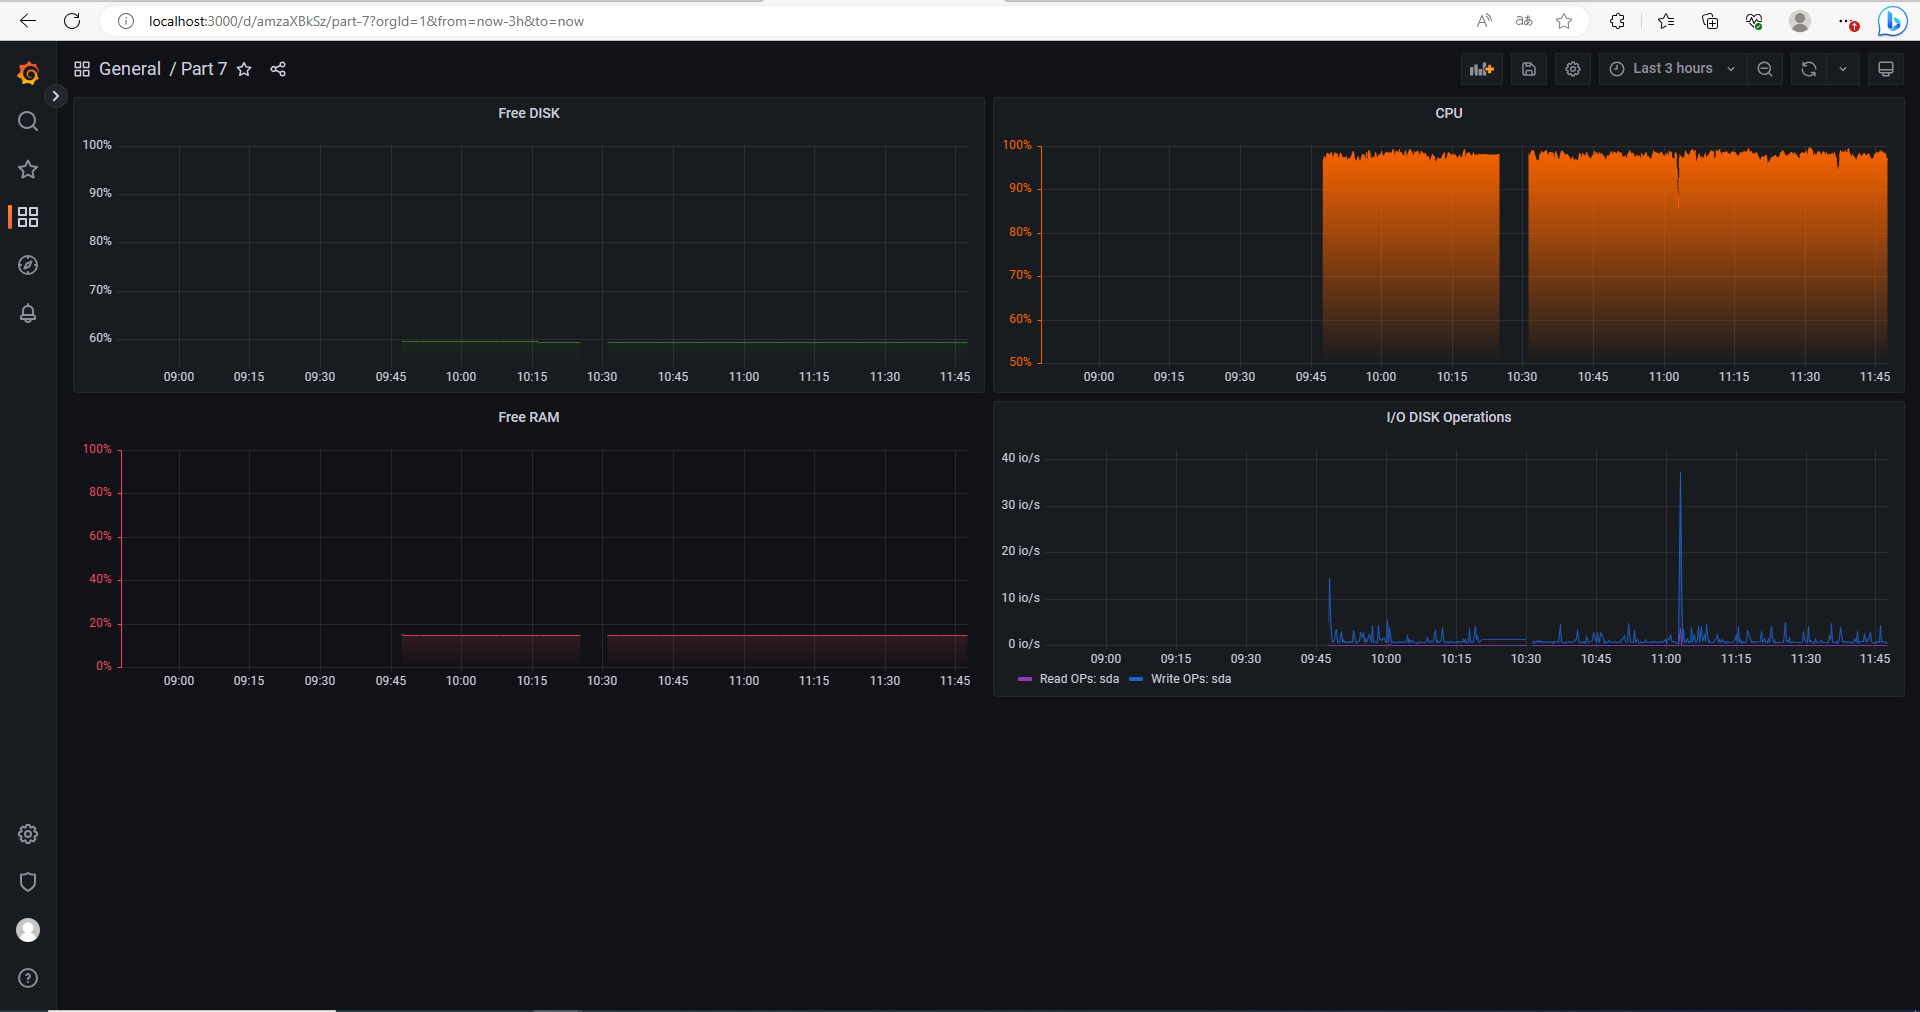 localhost:3000/d/amzaXBkSz/part-7?orgId=1&from=now-3h&to=now
General / Part 7
Last 3 hours
Free DISK
100%
90%
80%
70%
60%
09:00 09:15 09:30 09:45 10:00 10:15 10:30 10:45 11:00 11:15 11:30 11:45
CPU
100%
90%
80%
70%
60%
50%
09:00 09:15 09:30 09:45 10:00 10:15 10:30 10:45 11:00 11:15 11:30 11:45
Free RAM
100%
80%
60%
40%
20%
0%
09:00 09:15 09:30 09:45 10:00 10:15 10:30 10:45 11:00 11:15 11:30 11:45
I/O DISK Operations
40 io/s
30 io/s
20 io/s
10 io/s
0 io/s
09:00 09:15 09:30 09:45 10:00 10:15 10:30 10:45 11:00 11:15 11:30 11:45
Read OPs: sda Write OPs: sda